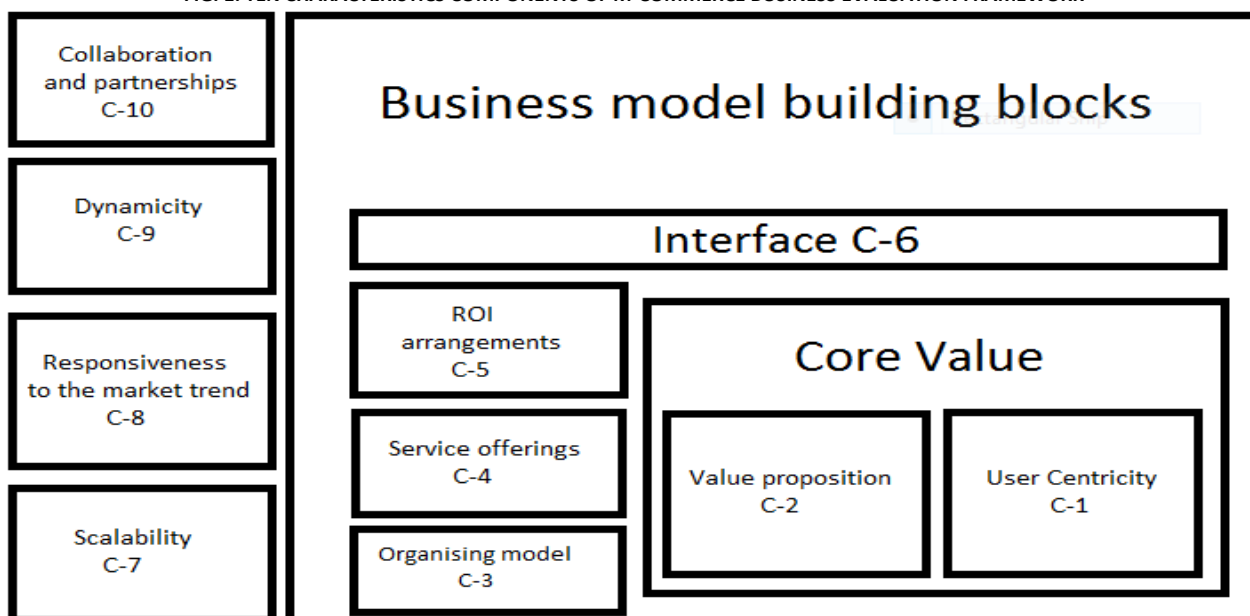 Collaboration
and partnerships
C-10
Business model building blocks
Dynamicity
C-9
Interface C-6
Responsiveness
to the market trend
C-8
ROI
arrangements
C-5
Core Value
Service offerings
C-4
Value proposition
C-2
User Centricity
C-1
Scalability
C-7
Organising model
C-3